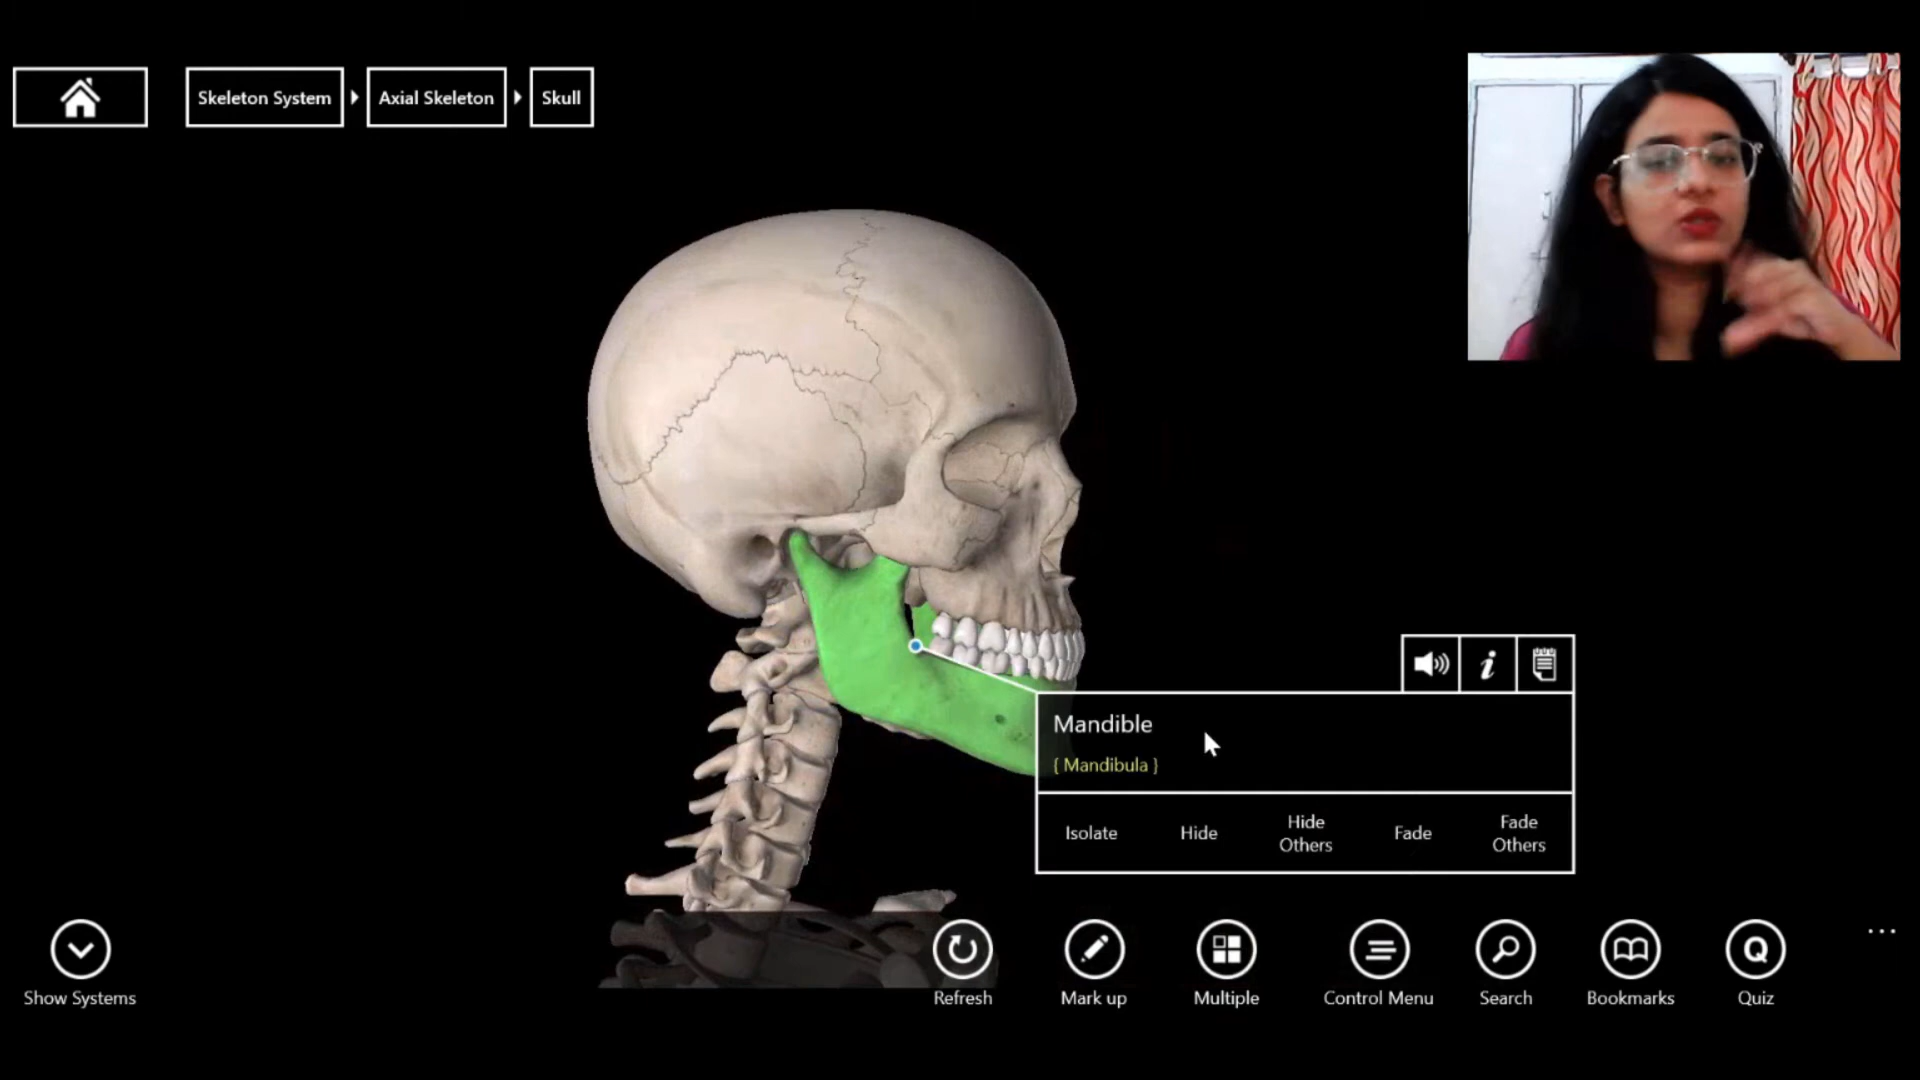 Skeleton System
Axial Skeleton
Skull
Mandible
{ Mandibula }
Isolate
Hide
Hide
Others
Fade
Fade
Others
Show Systems
Refresh
Mark up
Multiple
Control Menu
Search
Bookmarks
Q
Quiz